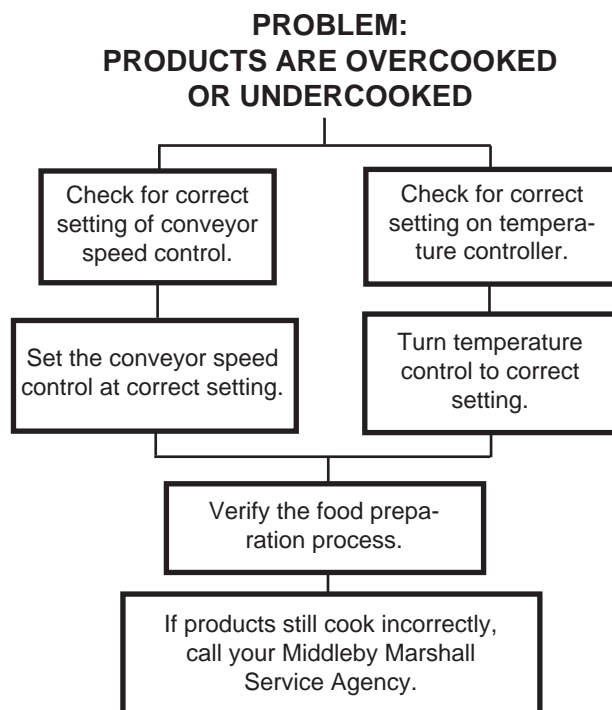 PROBLEM:
PRODUCTS ARE OVERCOOKED
OR UNDERCOOKED
Check for correct
setting of conveyor
speed control.
Check for correct
setting on tempera-
ture controller.
Set the conveyor speed
control at correct setting.
Turn temperature
control to correct
setting.
Verify the food prepa-
ration process.
If products still cook incorrectly,
call your Middleby Marshall
Service Agency.